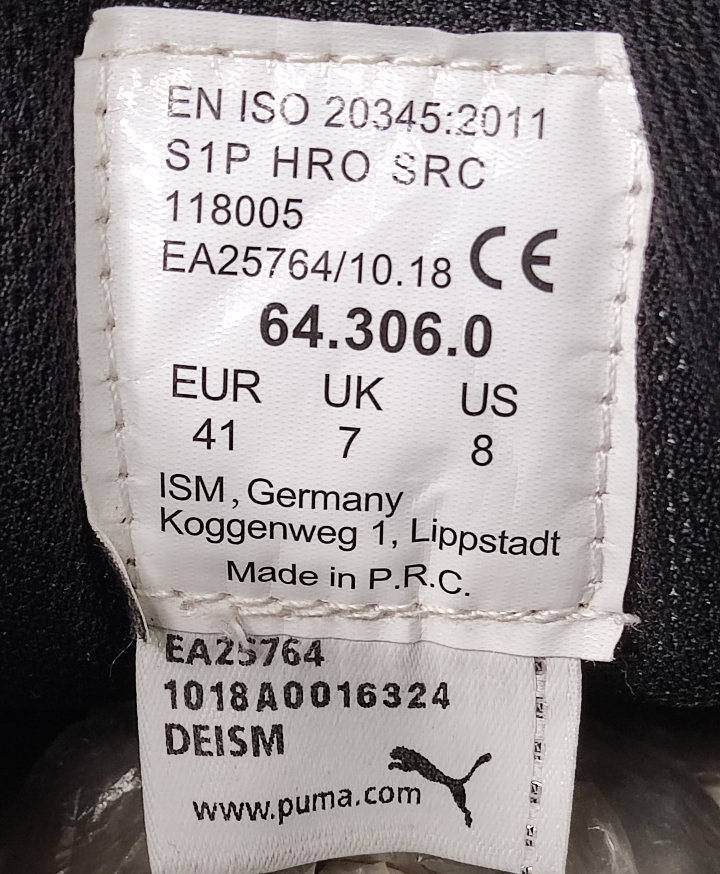 EN ISO 20345:2011
S1P HRO SRC
118005
EA25764/10.18 CE
64.306.0
EUR UK US
41 7 8
ISM, Germany
Koggenweg 1, Lippstadt
Made in P.R.C.
EA25764
1018A0016324
DEISM
www.puma.com